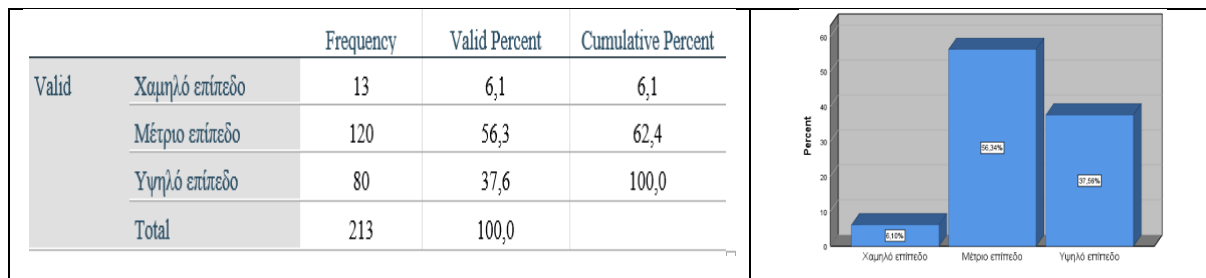 Frequency Valid Percent Cumulative Percent
Valid Χαμηλό επίπεδο 13 6,1 6,1
Μέτριο επίπεδο 120 56,3 62,4
Υψηλό επίπεδο 80 37,6 100,0
Total 213 100,0
Percent
60
50
40
30
20
10
0
56,34%
37,56%
6,10%
Χαμηλό επίπεδο Μέτριο επίπεδο Υψηλό επίπεδο